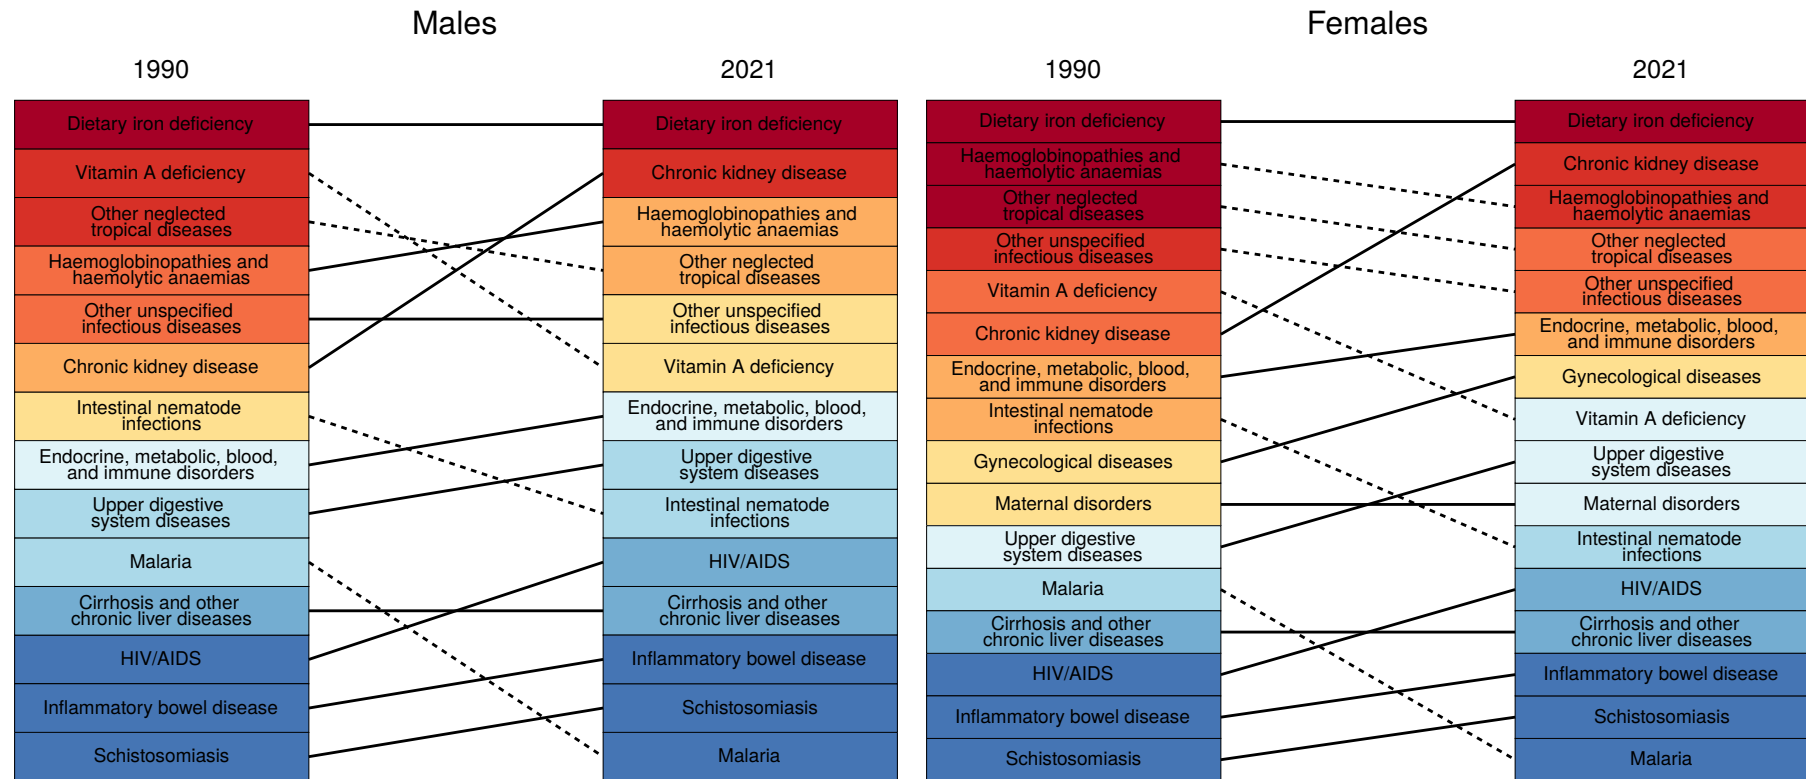 Males
1990
2021
Dietary iron deficiency
Vitamin A deficiency
Other neglected
tropical diseases
Haemoglobinopathies and
haemolytic anaemias
Other unspecified
infectious diseases
Chronic kidney disease
Intestinal nematode
infections
Endocrine, metabolic, blood,
and immune disorders
Upper digestive
system diseases
Malaria
Cirrhosis and other
chronic liver diseases
HIV/AIDS
Inflammatory bowel disease
Schistosomiasis
Dietary iron deficiency
Chronic kidney disease
Haemoglobinopathies and
haemolytic anaemias
Other neglected
tropical diseases
Other unspecified
infectious diseases
Vitamin A deficiency
Endocrine, metabolic, blood,
and immune disorders
Upper digestive
system diseases
Intestinal nematode
infections
HIV/AIDS
Cirrhosis and other
chronic liver diseases
Inflammatory bowel disease
Schistosomiasis
Malaria
Females
1990
2021
Dietary iron deficiency
Haemoglobinopathies and
haemolytic anaemias
Other neglected
tropical diseases
Other unspecified
infectious diseases
Vitamin A deficiency
Chronic kidney disease
Endocrine, metabolic, blood,
and immune disorders
Intestinal nematode
infections
Gynecological diseases
Maternal disorders
Upper digestive
system diseases
Malaria
Cirrhosis and other
chronic liver diseases
HIV/AIDS
Inflammatory bowel disease
Schistosomiasis
Dietary iron deficiency
Chronic kidney disease
Haemoglobinopathies and
haemolytic anaemias
Other neglected
tropical diseases
Other unspecified
infectious diseases
Endocrine, metabolic, blood,
and immune disorders
Gynecological diseases
Vitamin A deficiency
Upper digestive
system diseases
Maternal disorders
Intestinal nematode
infections
HIV/AIDS
Cirrhosis and other
chronic liver diseases
Inflammatory bowel disease
Schistosomiasis
Malaria